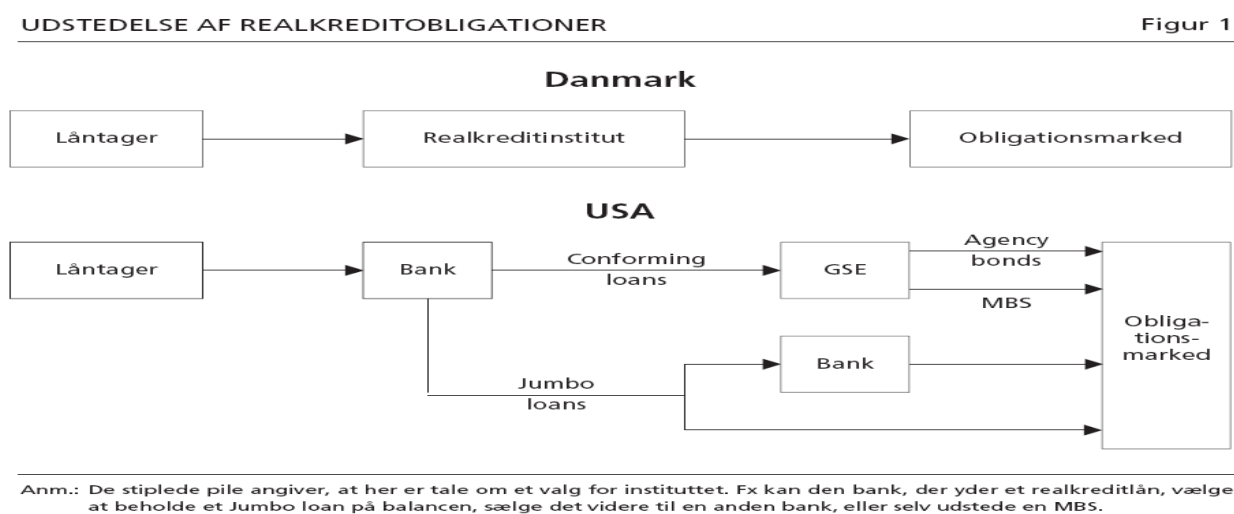 UDSTEDELSE AF REALKREDITOBLIGATIONER Figur 1
Danmark
Låntager Realkreditinstitut Obligationsmarked
USA
Låntager
Bank
Conforming
loans
GSE
Agency
bonds
MBS
Obliga-
tions-
marked
Jumbo
loans
Bank
Anm.: De stiplede pile angiver, at her er tale om et valg for instituttet. Fx kan den bank, der yder et realkreditlån, vælge
at beholde et Jumbo loan på balancen, sælge det videre til en anden bank, eller selv udstede en MBS.